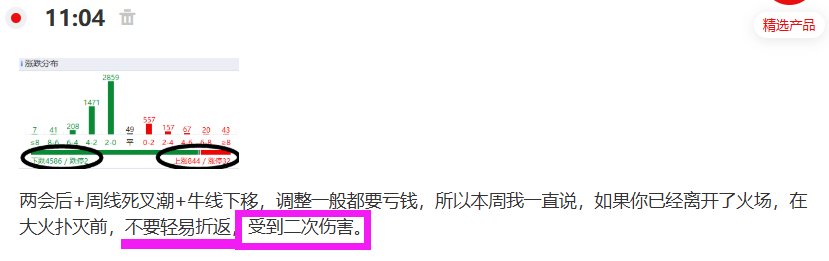 11:04
精选产品
涨跌分布
2859
1471
557
208
157
7 41 49 67 20 43
≤8 8-6 6-4 4-2 2-0 平 0-2 2-4 4-6 6-8 ≥8
下跌4586 / 跌停2 上涨844 / 涨停32
两会后+周线死叉潮+牛线下移，调整一般都要亏钱，所以本周我一直说，如果你已经离开了火场，在
大火扑灭前，不要轻易折返，受到二次伤害。